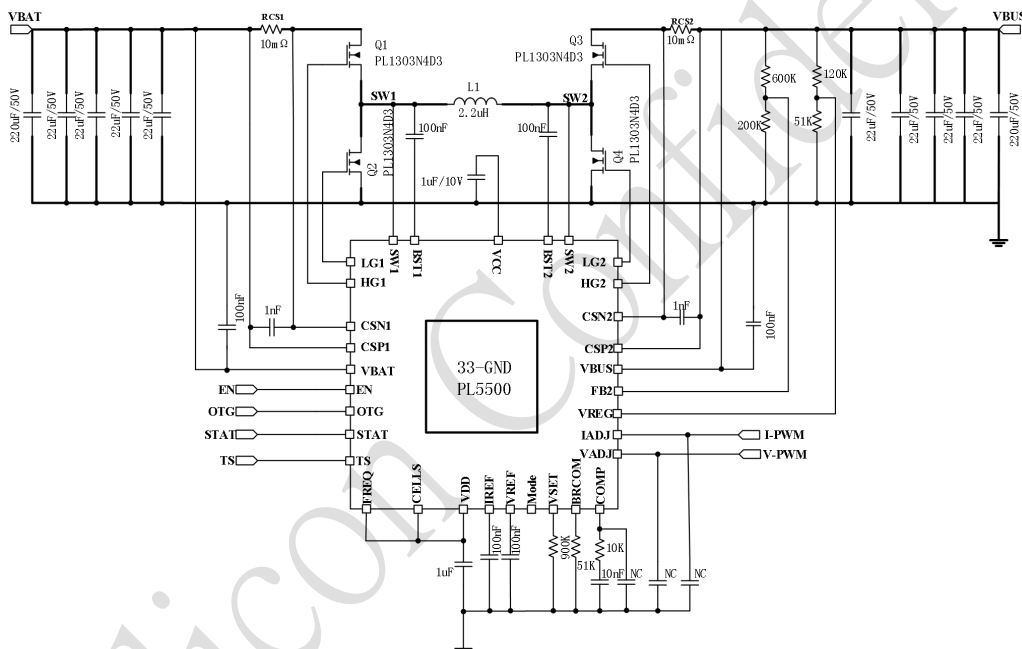 VBAT
RCS1
10mΩ
Q1
PL1303N4D3
Q3
PL1303N4D3
RCS2
10mΩ
VBUS
220uF/50V
22uF/50V
22uF/50V
22uF/50V
22uF/50V
SW1
L1
2.2uH
SW2
600K
120K
200K
51K
22uF/50V
22uF/50V
22uF/50V
22uF/50V
220uF/50V
100nF
100nF
Q2
PL1303N4D3
Q4
PL1303N4D3
1uF/10V
SW1
BST1
VCC
BST2
SW2
LG1
HG1
LG2
HG2
100nF
1nF
CSN1
CSP1
VBAT
CSN2
CSP2
VBUS
1nF
100nF
33-GND
PL5500
EN
EN
OTG
OTG
STAT
STAT
TS
TS
FB2
VREG
IADJ
I-PWM
VADJ
V-PWM
FREQ
CELLS
VDD
IREF
VREF
Mode
VSET
BRCOM
COMP
1uF
100nF
100nF
900K
51K
10K
10nF
NC
NC
NC
licon Confiden